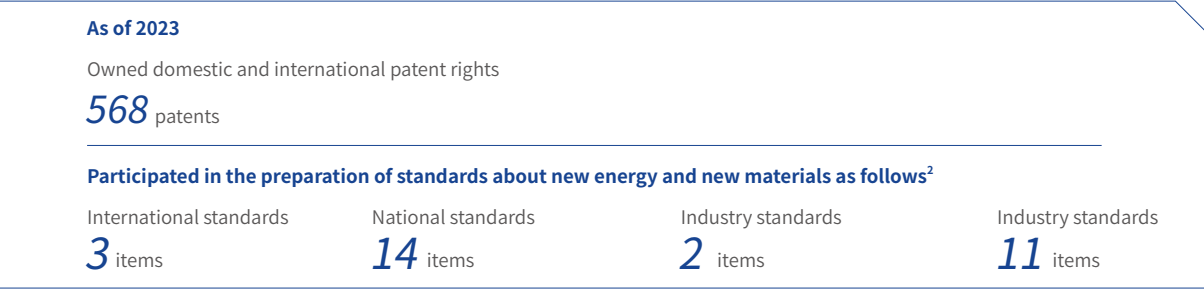 As of 2023
Owned domestic and international patent rights
568 patents
Participated in the preparation of standards about new energy and new materials as follows2
International standards National standards Industry standards Industry standards
3 items 14 items 2 items 11 items